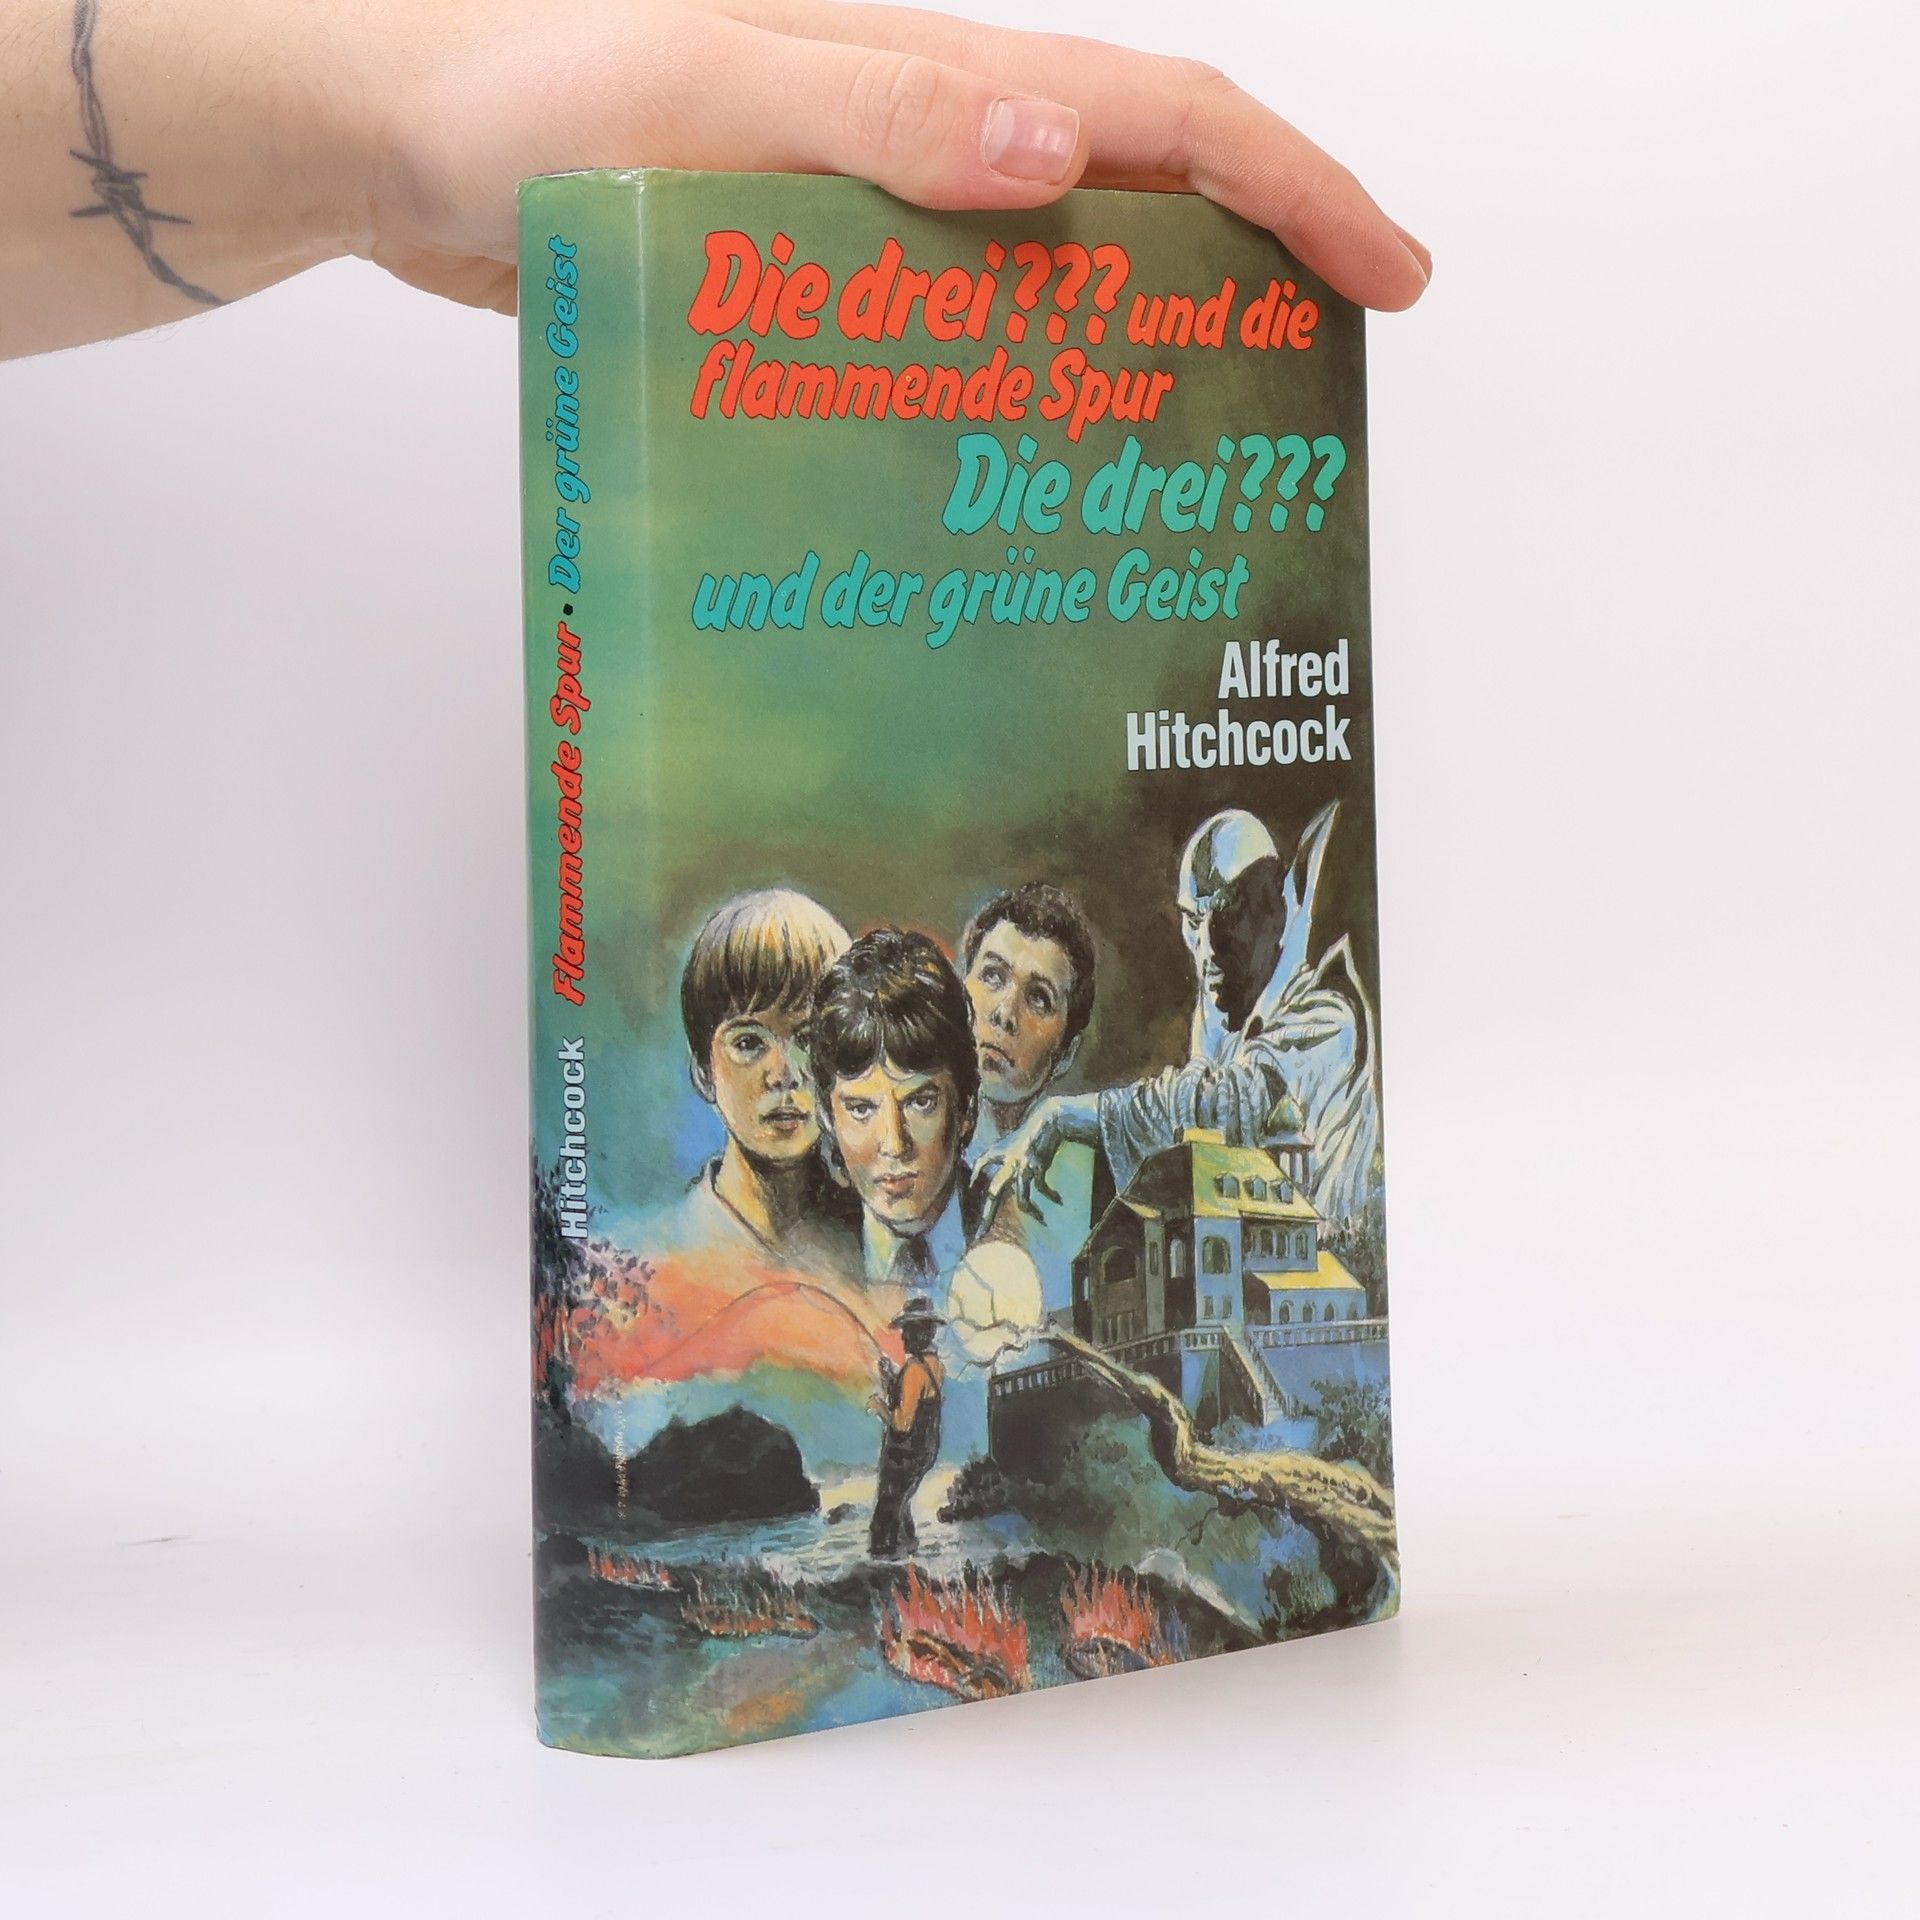 Die drei ??? und die
flammende Spur
Die drei ???
und der grüne Geist
Alfred
Hitchcock
Hitchcock Flammende Spur · Der grüne Geist